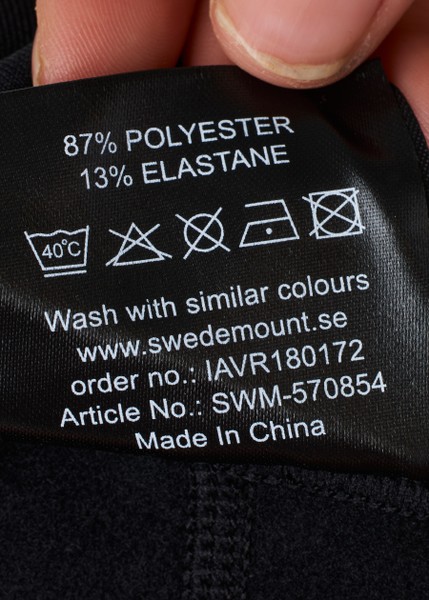 87% POLYESTER
13% ELASTANE
40°C
Wash with similar colours
www.swedemount.se
order no.: IAVR180172
Article No.: SWM-570854
Made In China